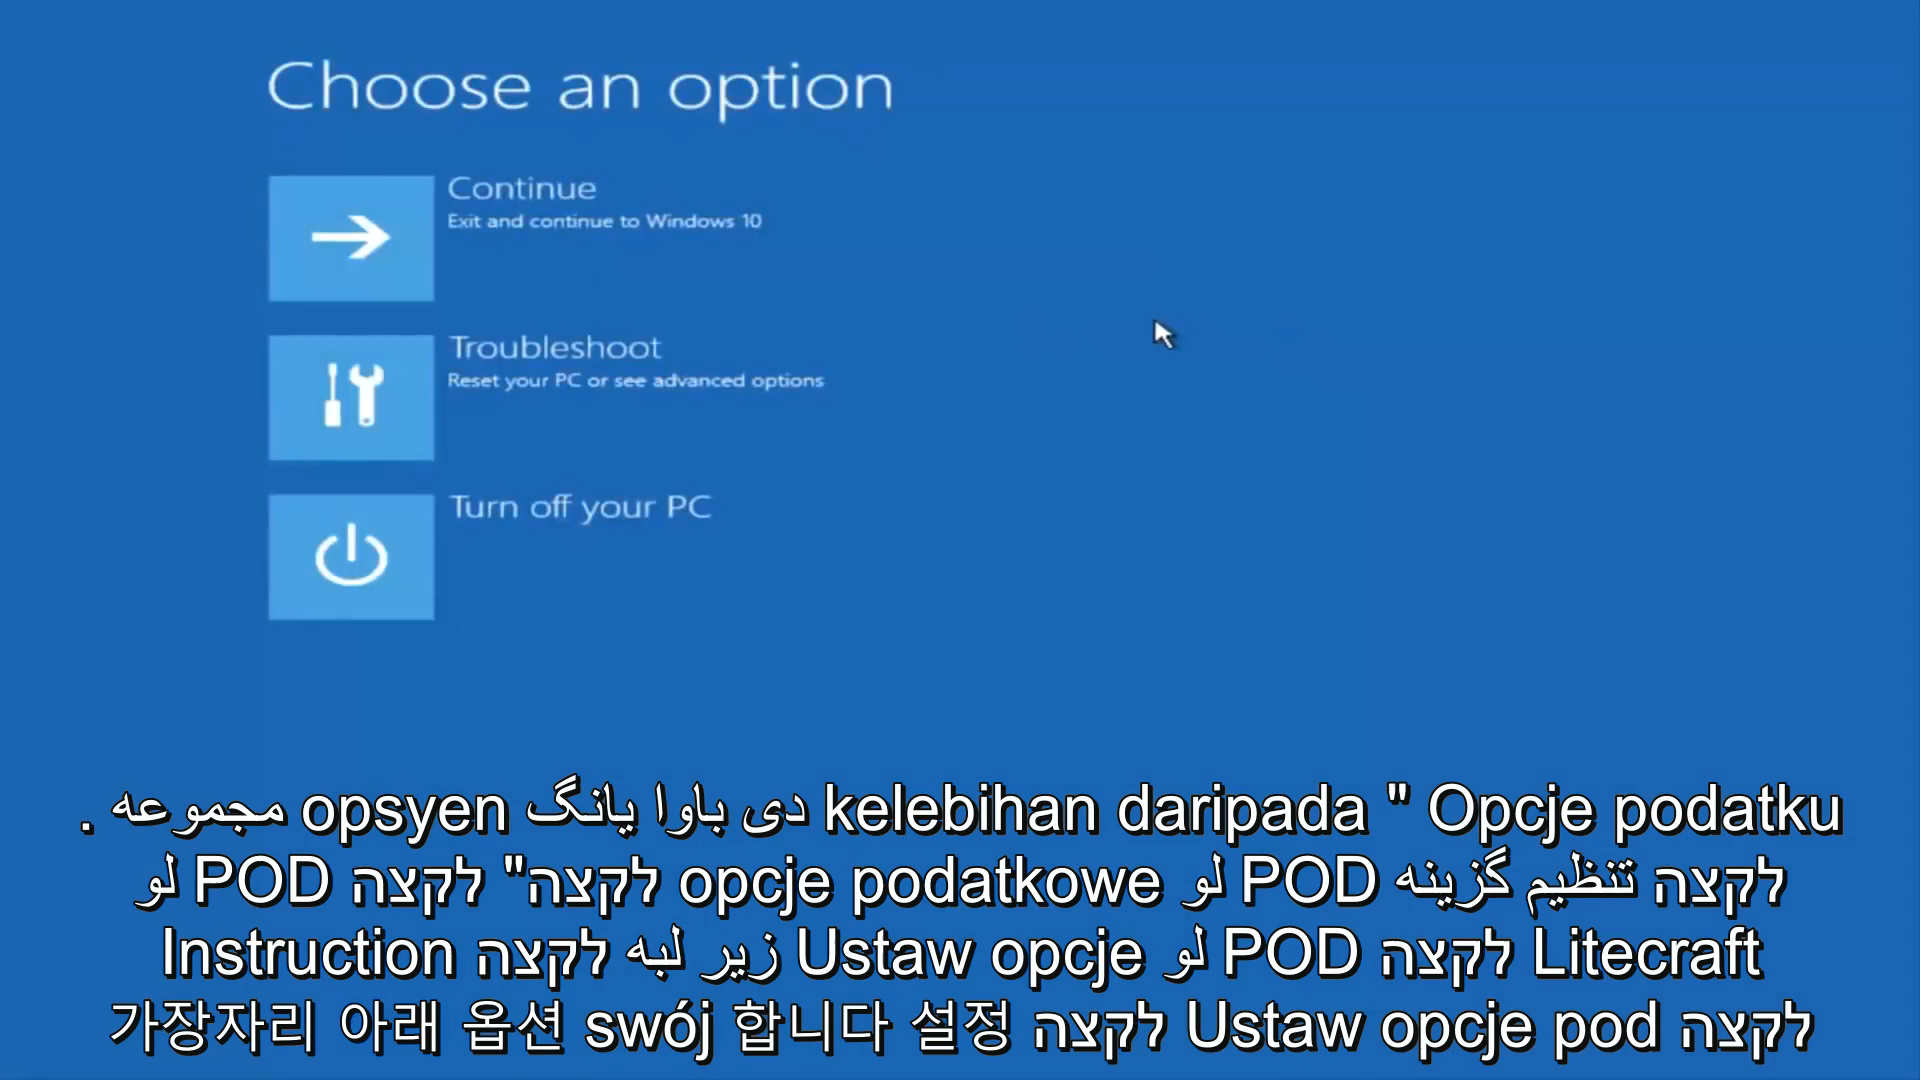 Choose an option
Continue
Exit and continue to Windows 10
Troubleshoot
Reset your PC or see advanced options
Turn off your PC
. مجموعه opsyen دی باوا یانگ kelebihan daripada " Opcje podatku
لو POD לקצה "לקצה opcje podatkowe لو POD תنظیم گزینه לקצה
Instruction לקצה زیر لبه Ustaw opcje لو POD לקצה Litecraft
가장자리 아래 옵션 swój 합니다 설정 לקצה Ustaw opcje pod לקצה